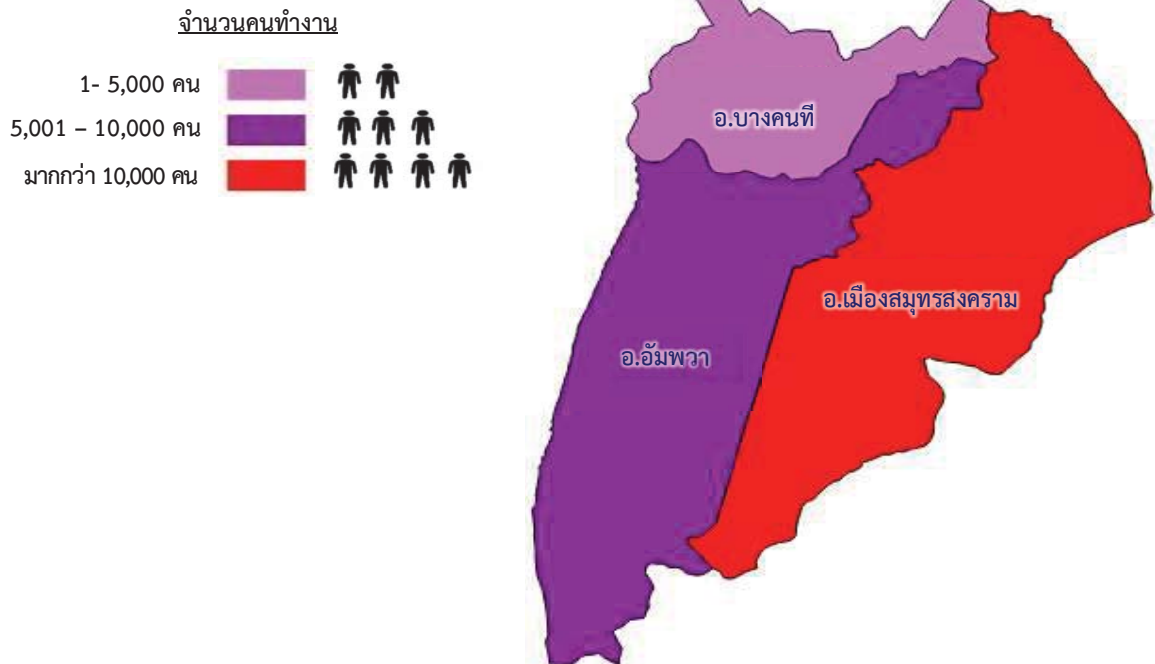 จำนวนคนทำงาน
1- 5,000 คน
5,001 – 10,000 คน
มากกว่า 10,000 คน
อ.บางคนที
อ.เมืองสมุทรสงคราม
อ.อัมพวา